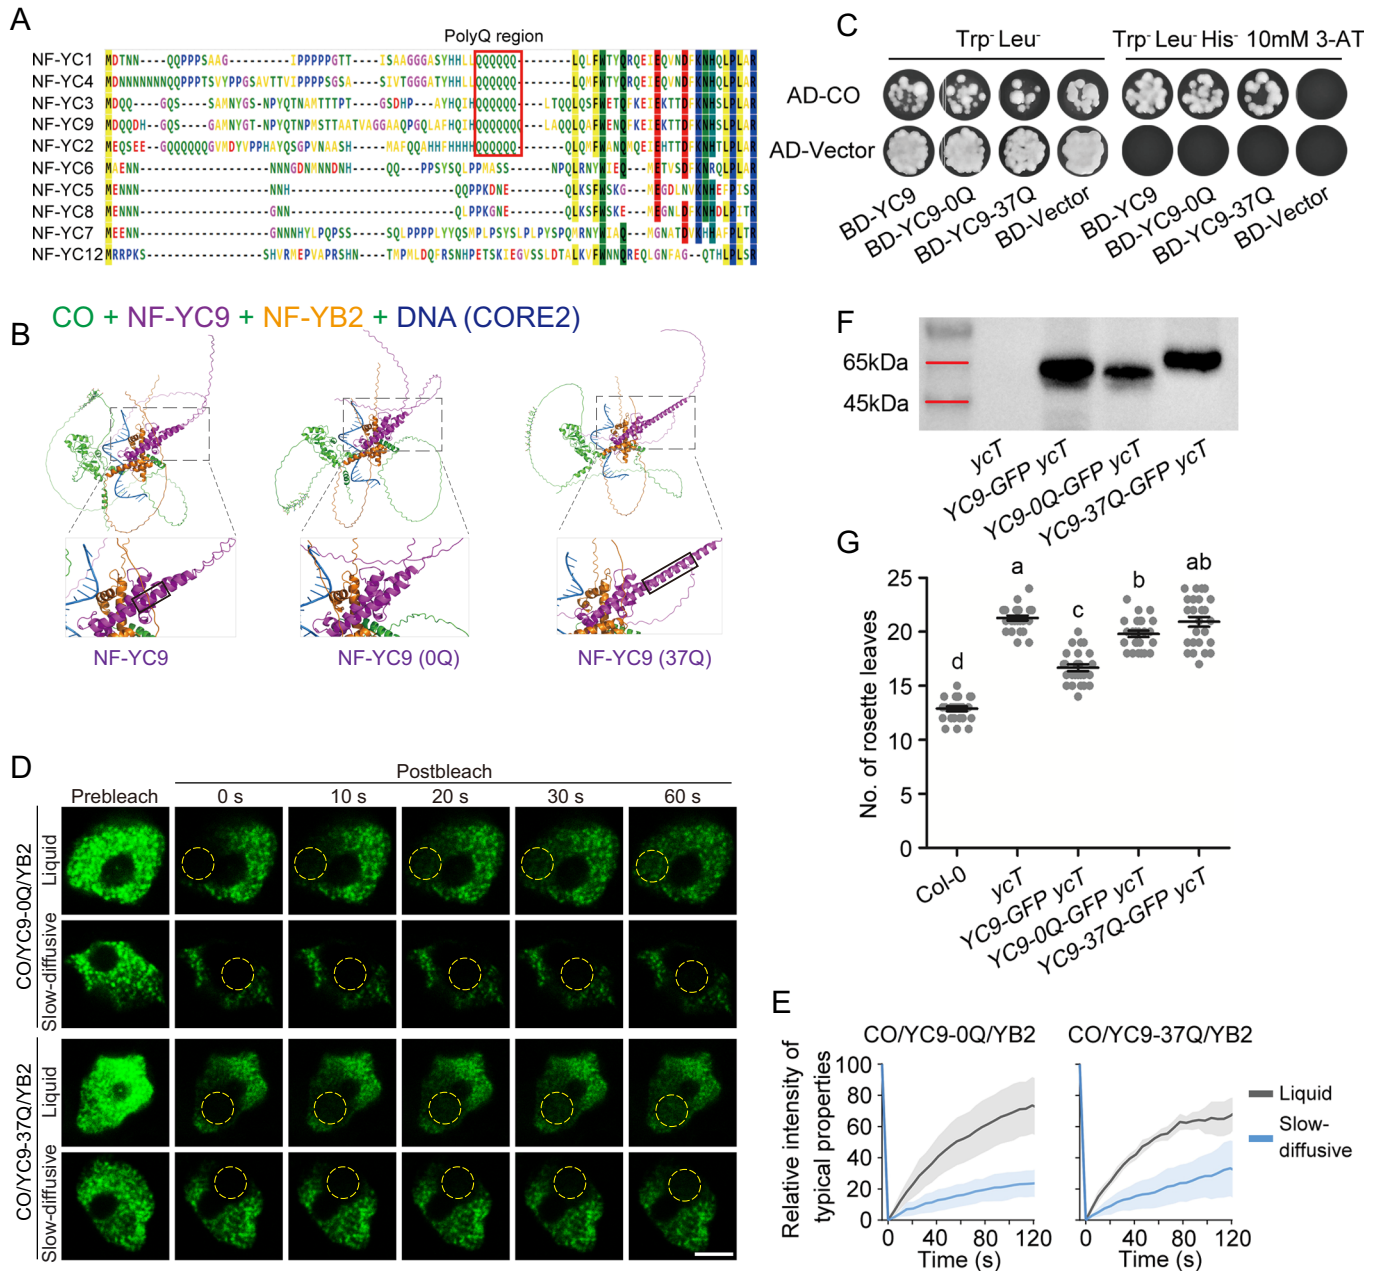 A
PolyQ region
NF-YC1
NF-YC4
NF-YC3
NF-YC9
NF-YC2
NF-YC6
NF-YC5
NF-YC8
NF-YC7
NF-YC12
B
CO + NF-YC9 + NF-YB2 + DNA (CORE2)
NF-YC9
NF-YC9 (0Q)
NF-YC9 (37Q)
C
Trp⁻ Leu⁻
Trp⁻ Leu⁻ His⁻ 10mM 3-AT
AD-CO
AD-Vector
BD-YC9
BD-YC9-0Q
BD-YC9-37Q
BD-Vector
BD-YC9
BD-YC9-0Q
BD-YC9-37Q
BD-Vector
D
Postbleach
Prebleach
0 s
10 s
20 s
30 s
60 s
CO/YC9-0Q/YB2
Liquid
Slow-diffusive
CO/YC9-37Q/YB2
Liquid
Slow-diffusive
F
65kDa
45kDa
ycT
YC9-GFP ycT
YC9-0Q-GFP ycT
YC9-37Q-GFP ycT
G
No. of rosette leaves
25
20
15
10
5
0
d
a
c
b
ab
Col-0
ycT
YC9-GFP ycT
YC9-0Q-GFP ycT
YC9-37Q-GFP ycT
E
CO/YC9-0Q/YB2
CO/YC9-37Q/YB2
Relative intensity of
typical properties
100
80
60
40
20
0
0
40
80
120
Time (s)
0
40
80
120
Time (s)
Liquid
Slow-
diffusive